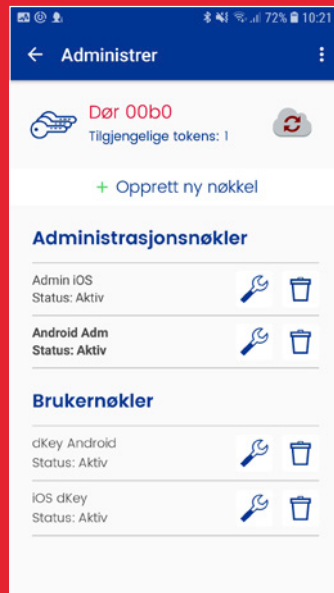 72% 10:21
Administrer
Dør 00b0
Tilgjengelige tokens: 1
+ Opprett ny nøkkel
Administrasjonsnøkler
Admin iOS
Status: Aktiv
Android Adm
Status: Aktiv
Brukernøkler
dKey Android
Status: Aktiv
iOS dKey
Status: Aktiv